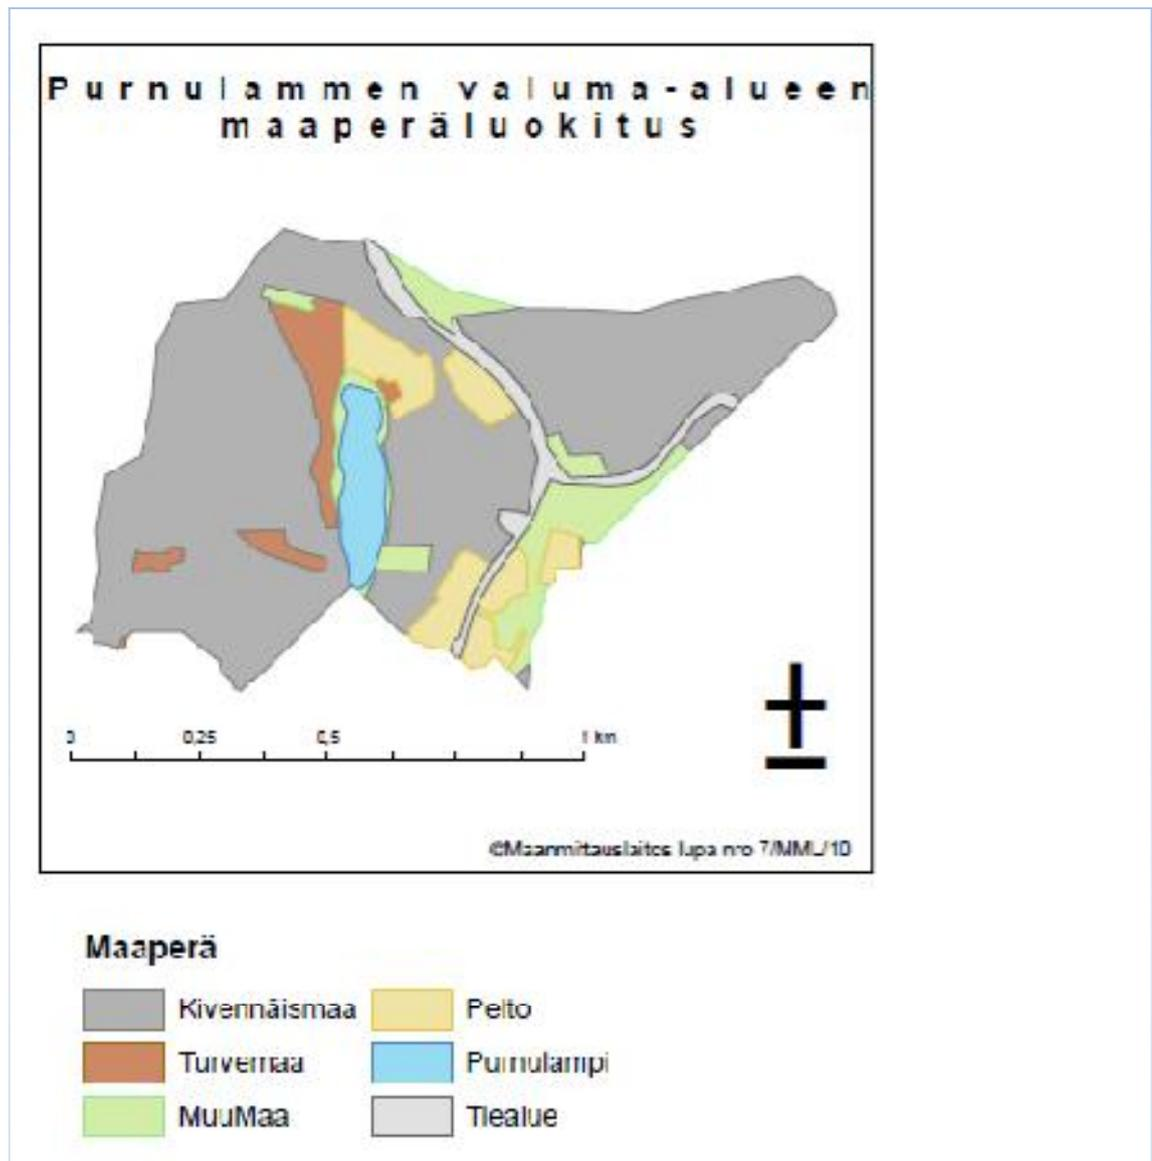 Purnulammen valuma-alueen
maaperäluokitus
0 0,25 0,5 1 km
©Maanmittauslaitos lupa nro 7/MML/10
Maaperä
Kivennäismaa
Pelto
Turvemaa
Purnulampi
MuuMaa
Tiealue